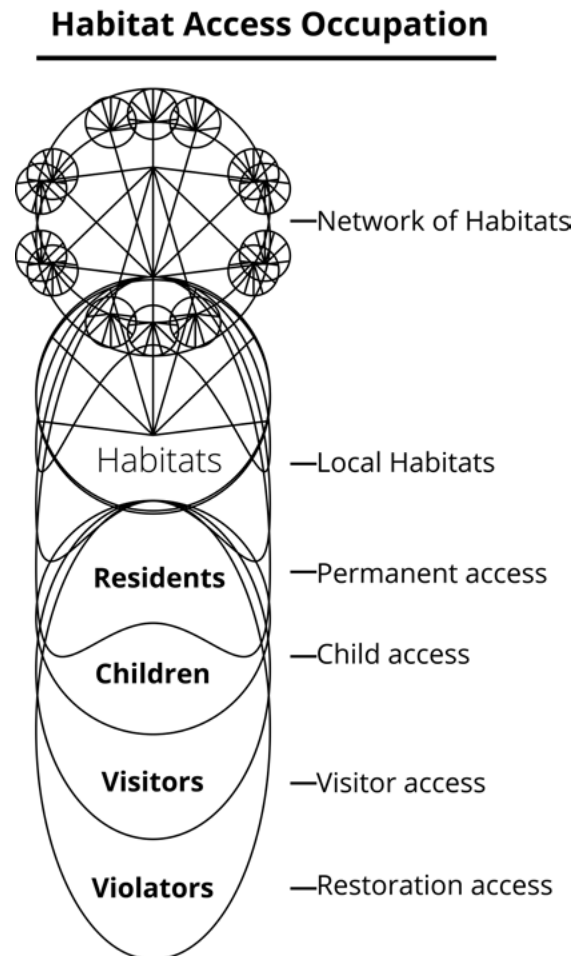 Habitat Access Occupation
Network of Habitats
Habitats
Local Habitats
Residents
Permanent access
Children
Child access
Visitors
Visitor access
Violators
Restoration access